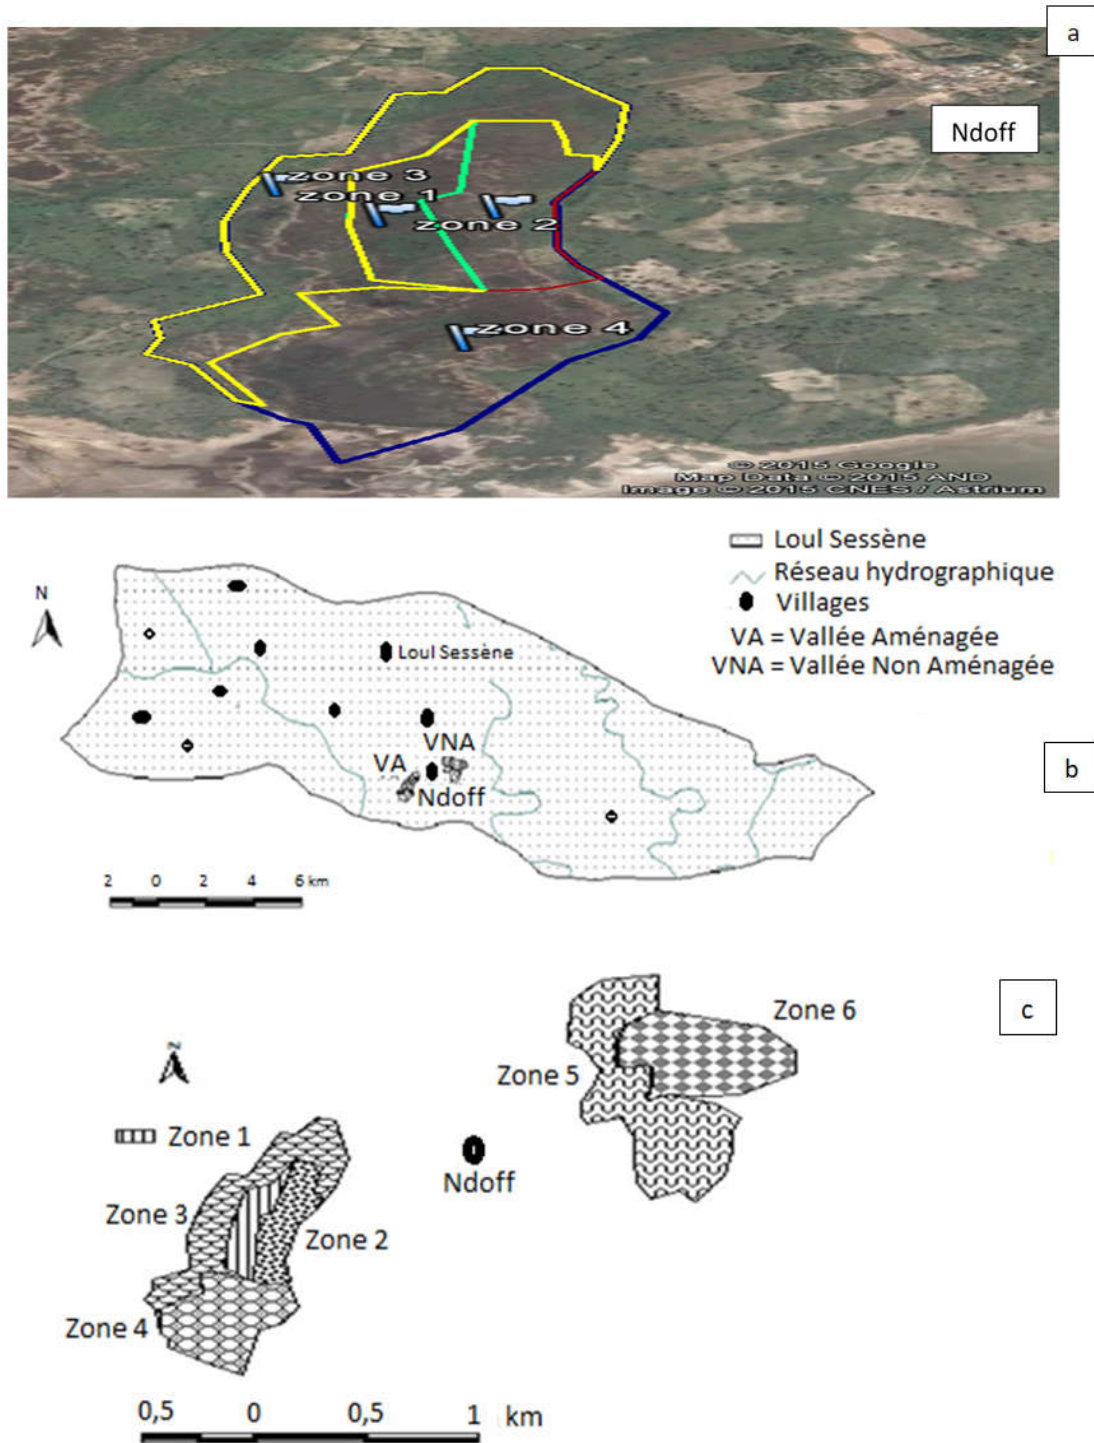 a
Ndoff
zone 3
zone 1
zone 2
zone 4
© 2015 Google
Map Data © 2015 AND
Image © 2015 CNES / Astrium
Loul Sessène
Réseau hydrographique
Villages
VA = Vallée Aménagée
VNA = Vallée Non Aménagée
N
Loul Sessène
VNA
VA
Ndoff
b
2 0 2 4 6 km
c
Zone 6
Zone 5
N
Zone 1
Ndoff
Zone 3
Zone 2
Zone 4
0,5 0 0,5 1 km